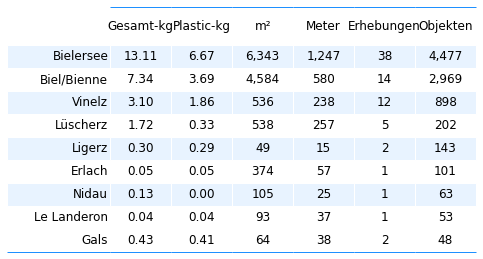 Gesamt-kg Plastic-kg m² Meter Erhebungen Objekten
Bielersee 13.11 6.67 6,343 1,247 38 4,477
Biel/Bienne 7.34 3.69 4,584 580 14 2,969
Vinelz 3.10 1.86 536 238 12 898
Lüscherz 1.72 0.33 538 257 5 202
Ligerz 0.30 0.29 49 15 2 143
Erlach 0.05 0.05 374 57 1 101
Nidau 0.13 0.00 105 25 1 63
Le Landeron 0.04 0.04 93 37 1 53
Gals 0.43 0.41 64 38 2 48